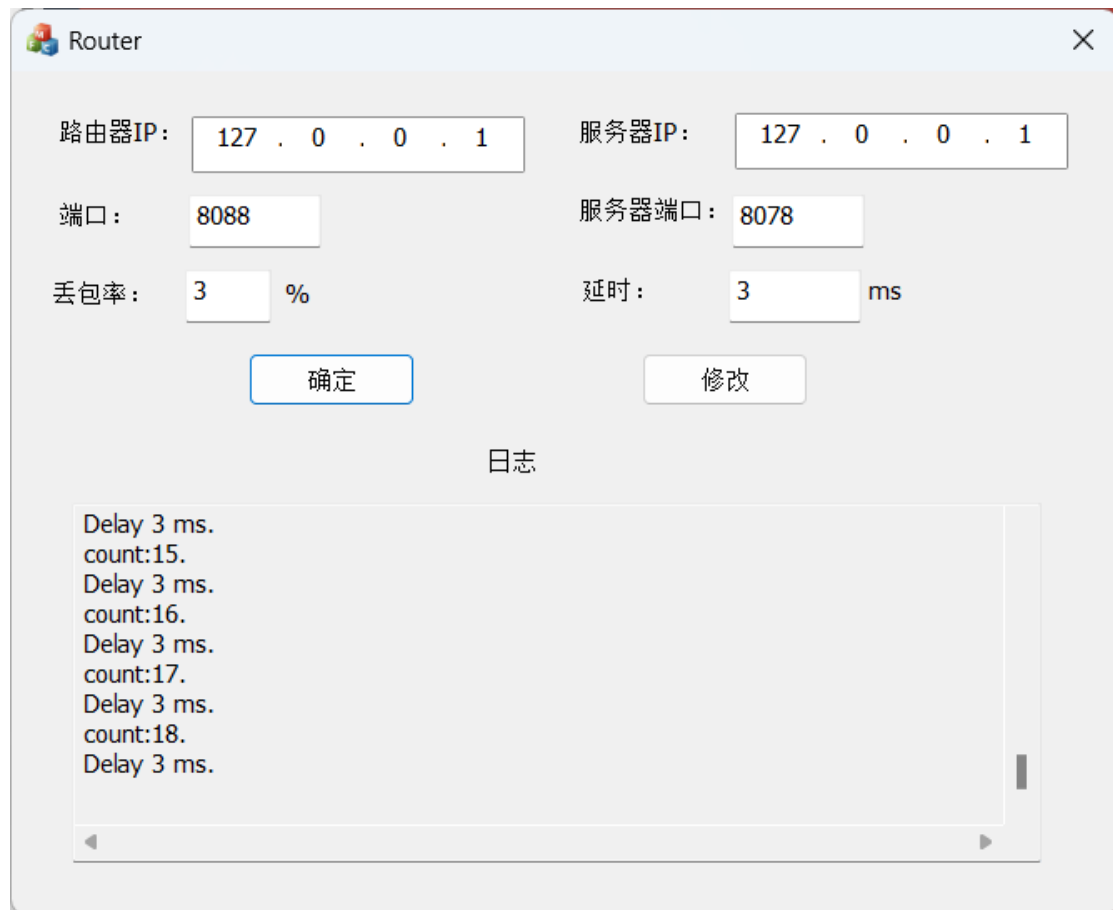 Router
路由器IP： 127 . 0 . 0 . 1 服务器IP： 127 . 0 . 0 . 1
端口： 8088 服务器端口： 8078
丢包率： 3 % 延时： 3 ms
确定 修改
日志
Delay 3 ms.
count:15.
Delay 3 ms.
count:16.
Delay 3 ms.
count:17.
Delay 3 ms.
count:18.
Delay 3 ms.